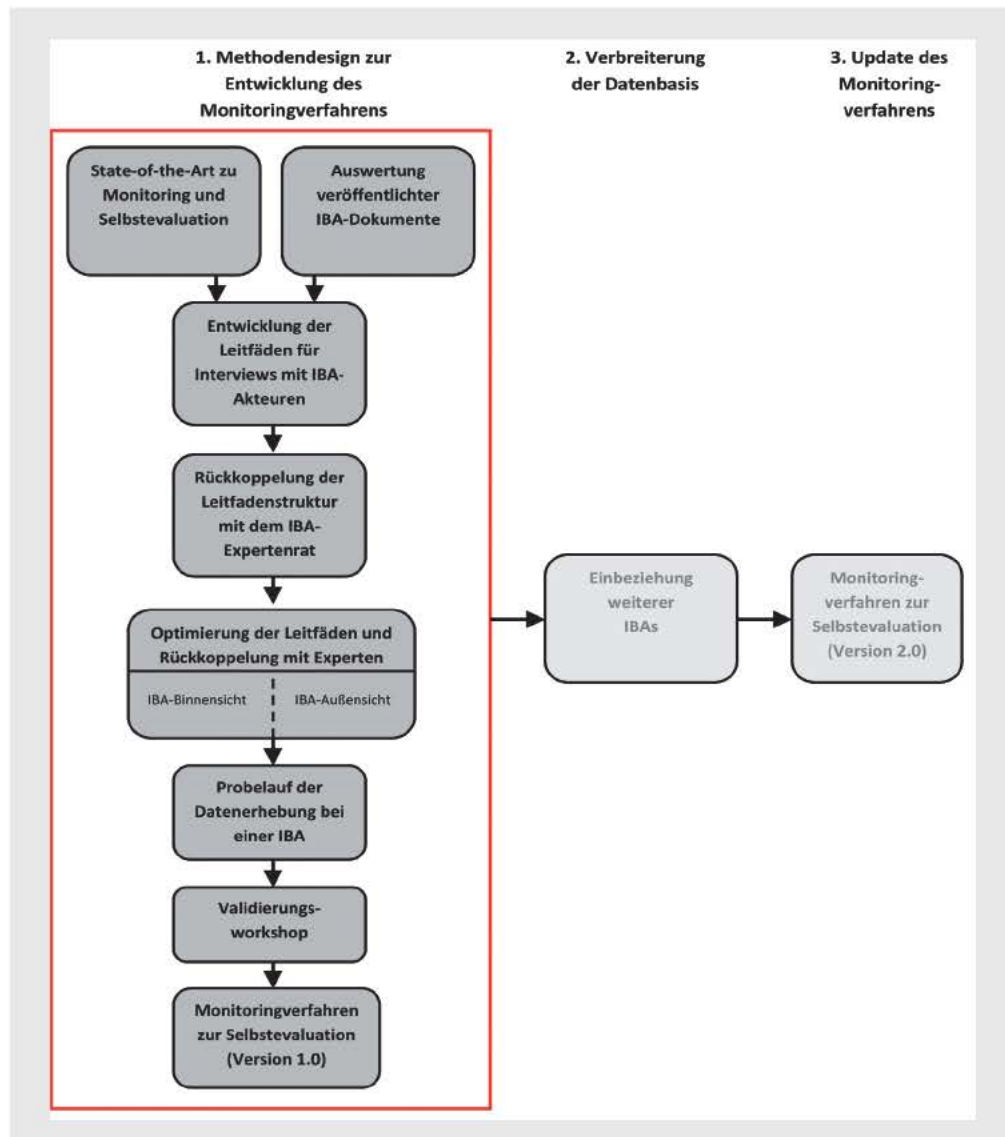 1. Methodendesign zur
Entwicklung des
Monitoringverfahrens
2. Verbreiterung
der Datenbasis
3. Update des
Monitoring-
verfahrens
State-of-the-Art zu
Monitoring und
Selbstevaluation
Auswertung
veröffentlichter
IBA-Dokumente
Entwicklung der
Leitfäden für
Interviews mit IBA-
Akteuren
Rückkoppelung der
Leitfadenstruktur
mit dem IBA-
Expertenrat
Optimierung der Leitfäden und
Rückkoppelung mit Experten
IBA-Binnensicht
IBA-Außensicht
Probelauf der
Datenerhebung bei
einer IBA
Validierungs-
workshop
Monitoringverfahren
zur Selbstevaluation
(Version 1.0)
Einbeziehung
weiterer
IBAs
Monitoring-
verfahren zur
Selbstevaluation
(Version 2.0)